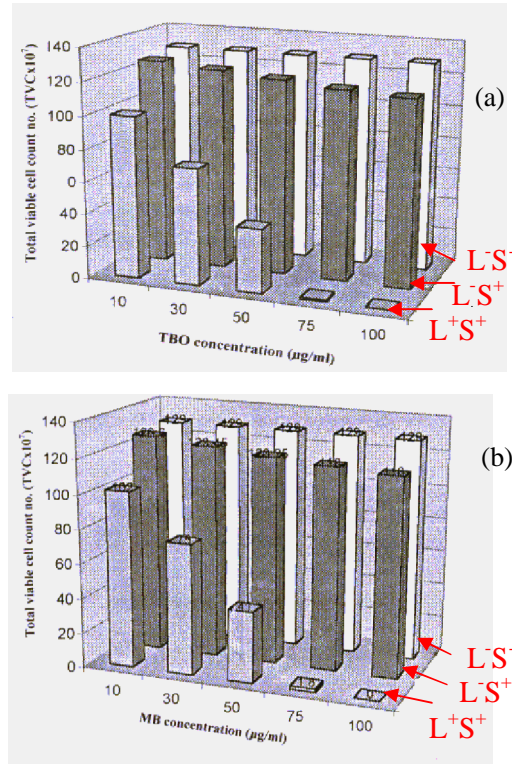 Total viable cell count no. (TVCx10⁷)
140
120
100
80
0
40
20
0
10
30
50
75
100
TBO concentration (µg/ml)
(a)
L⁻S⁻
L⁻S⁺
L⁺S⁺
Total viable cell count no. (TVCx10⁷)
140
120
100
80
60
40
20
0
129
129
129
10
30
50
75
100
MB concentration (µg/ml)
(b)
L⁻S⁻
L⁻S⁺
L⁺S⁺